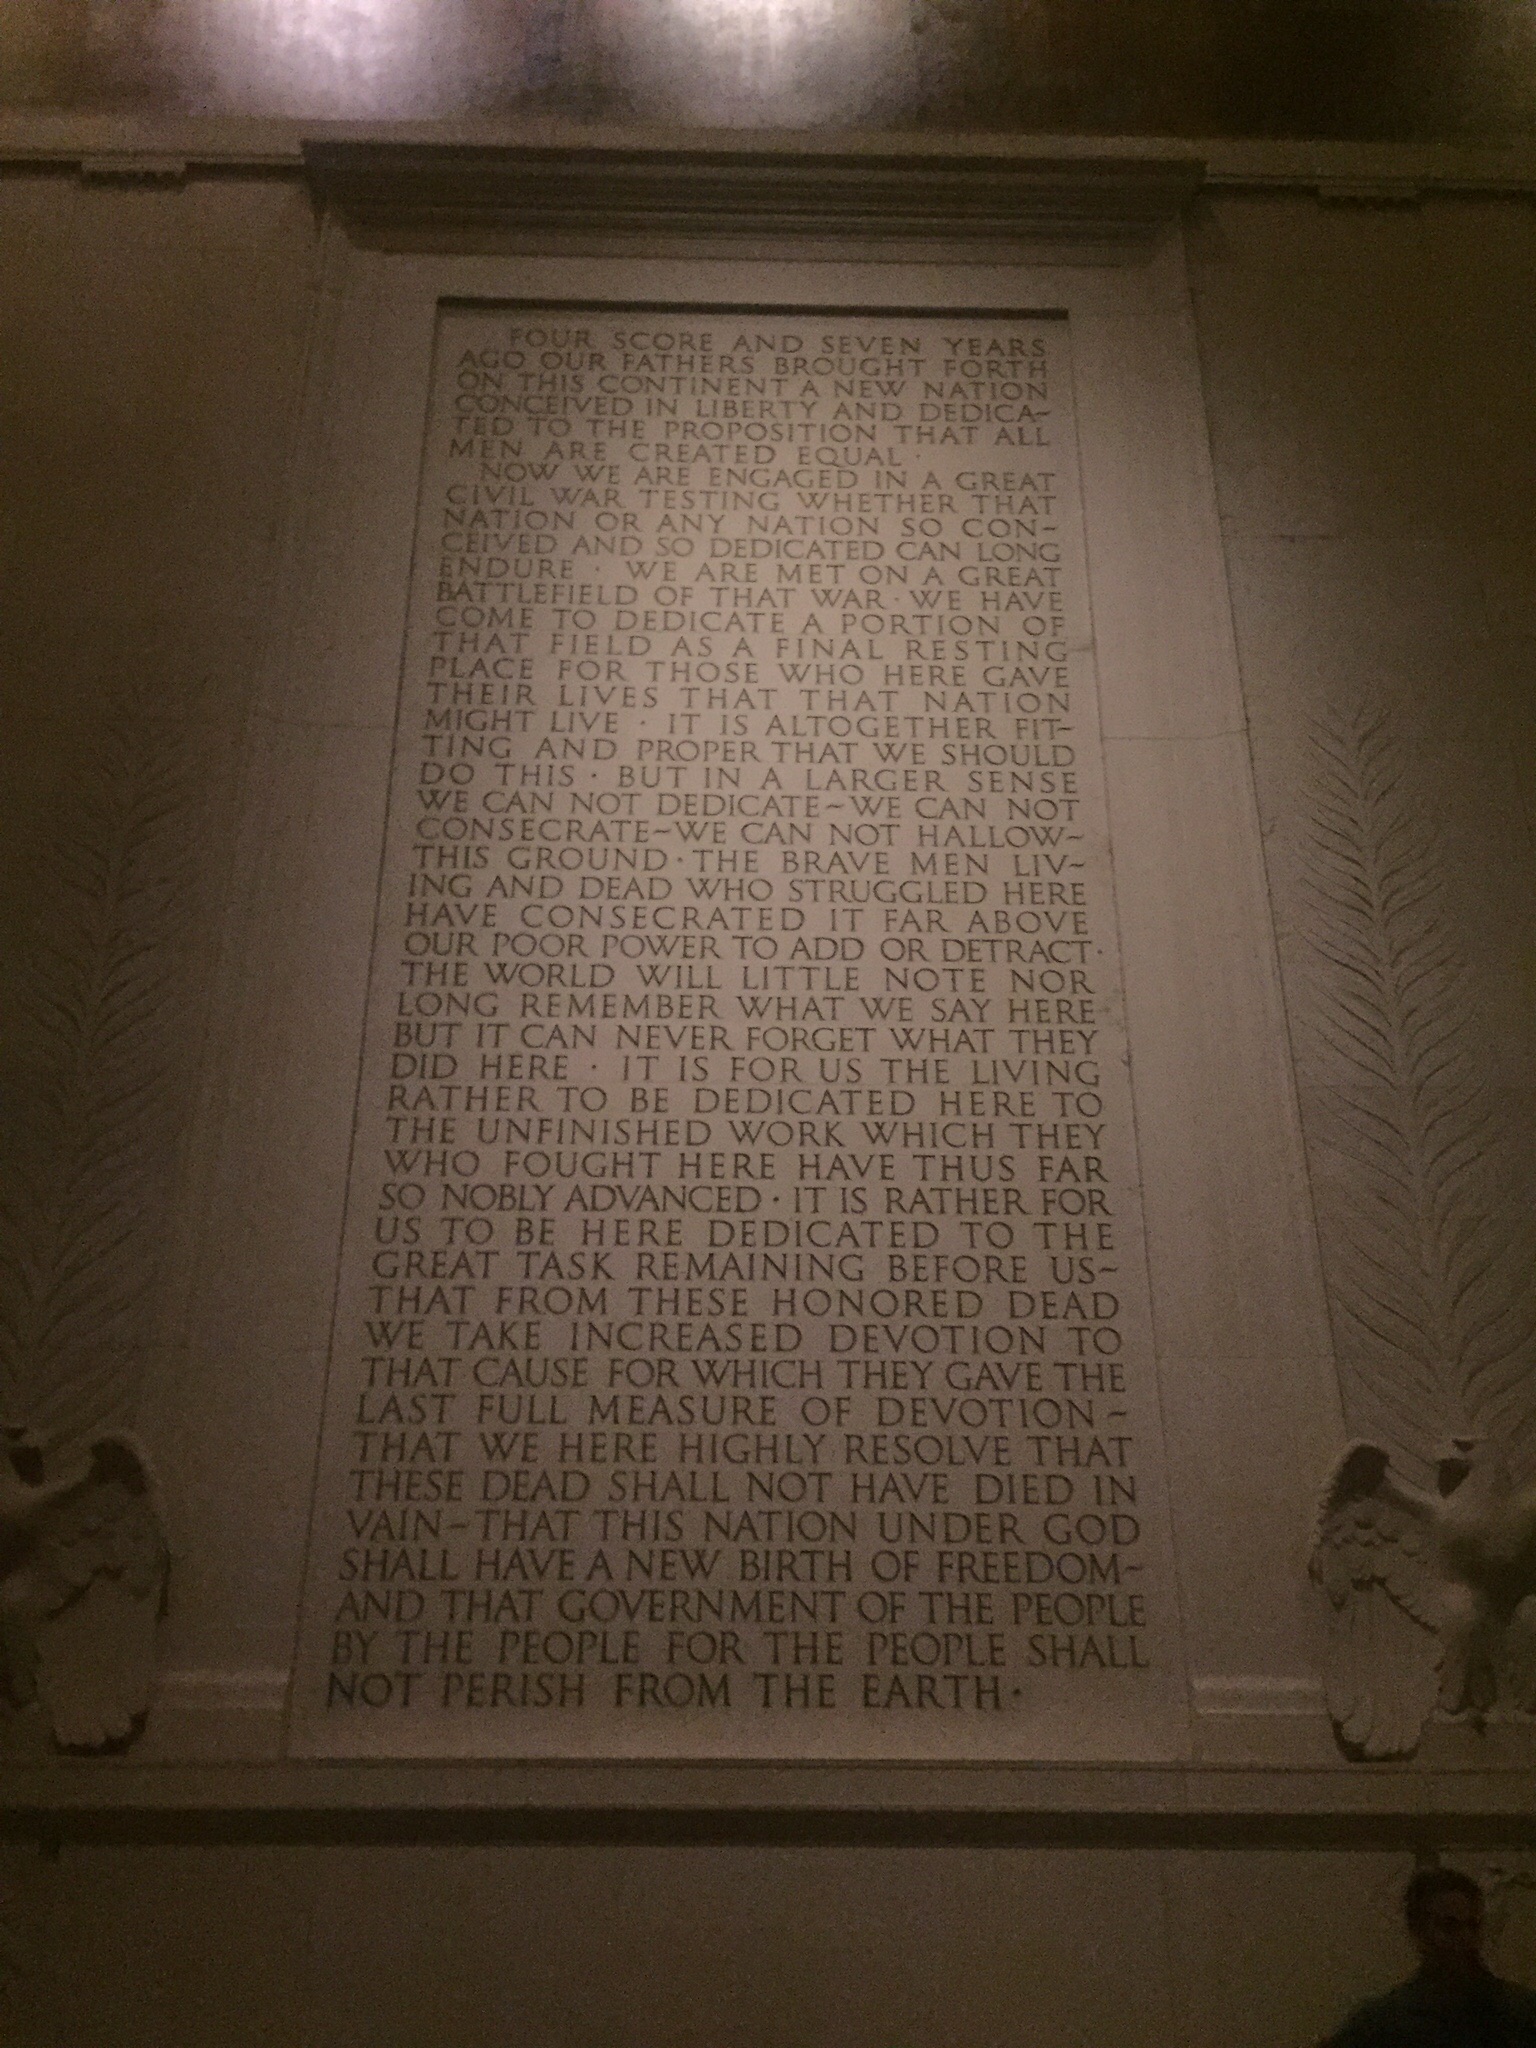 FOUR SCORE AND SEVEN YEARS
AGO OUR FATHERS BROUGHT FORTH
ON THIS CONTINENT A NEW NATION
CONCEIVED IN LIBERTY AND DEDICA~
TED TO THE PROPOSITION THAT ALL
MEN ARE CREATED EQUAL ·
NOW WE ARE ENGAGED IN A GREAT
CIVIL WAR TESTING WHETHER THAT
NATION OR ANY NATION SO CON~
CEIVED AND SO DEDICATED CAN LONG
ENDURE · WE ARE MET ON A GREAT
BATTLEFIELD OF THAT WAR · WE HAVE
COME TO DEDICATE A PORTION OF
THAT FIELD AS A FINAL RESTING
PLACE FOR THOSE WHO HERE GAVE
THEIR LIVES THAT THAT NATION
MIGHT LIVE · IT IS ALTOGETHER FIT~
TING AND PROPER THAT WE SHOULD
DO THIS · BUT IN A LARGER SENSE
WE CAN NOT DEDICATE~WE CAN NOT
CONSECRATE~WE CAN NOT HALLOW~
THIS GROUND · THE BRAVE MEN LIV~
ING AND DEAD WHO STRUGGLED HERE
HAVE CONSECRATED IT FAR ABOVE
OUR POOR POWER TO ADD OR DETRACT ·
THE WORLD WILL LITTLE NOTE NOR
LONG REMEMBER WHAT WE SAY HERE
BUT IT CAN NEVER FORGET WHAT THEY
DID HERE · IT IS FOR US THE LIVING
RATHER TO BE DEDICATED HERE TO
THE UNFINISHED WORK WHICH THEY
WHO FOUGHT HERE HAVE THUS FAR
SO NOBLY ADVANCED · IT IS RATHER FOR
US TO BE HERE DEDICATED TO THE
GREAT TASK REMAINING BEFORE US~
THAT FROM THESE HONORED DEAD
WE TAKE INCREASED DEVOTION TO
THAT CAUSE FOR WHICH THEY GAVE THE
LAST FULL MEASURE OF DEVOTION~
THAT WE HERE HIGHLY RESOLVE THAT
THESE DEAD SHALL NOT HAVE DIED IN
VAIN~THAT THIS NATION UNDER GOD
SHALL HAVE A NEW BIRTH OF FREEDOM~
AND THAT GOVERNMENT OF THE PEOPLE
BY THE PEOPLE FOR THE PEOPLE SHALL
NOT PERISH FROM THE EARTH ·